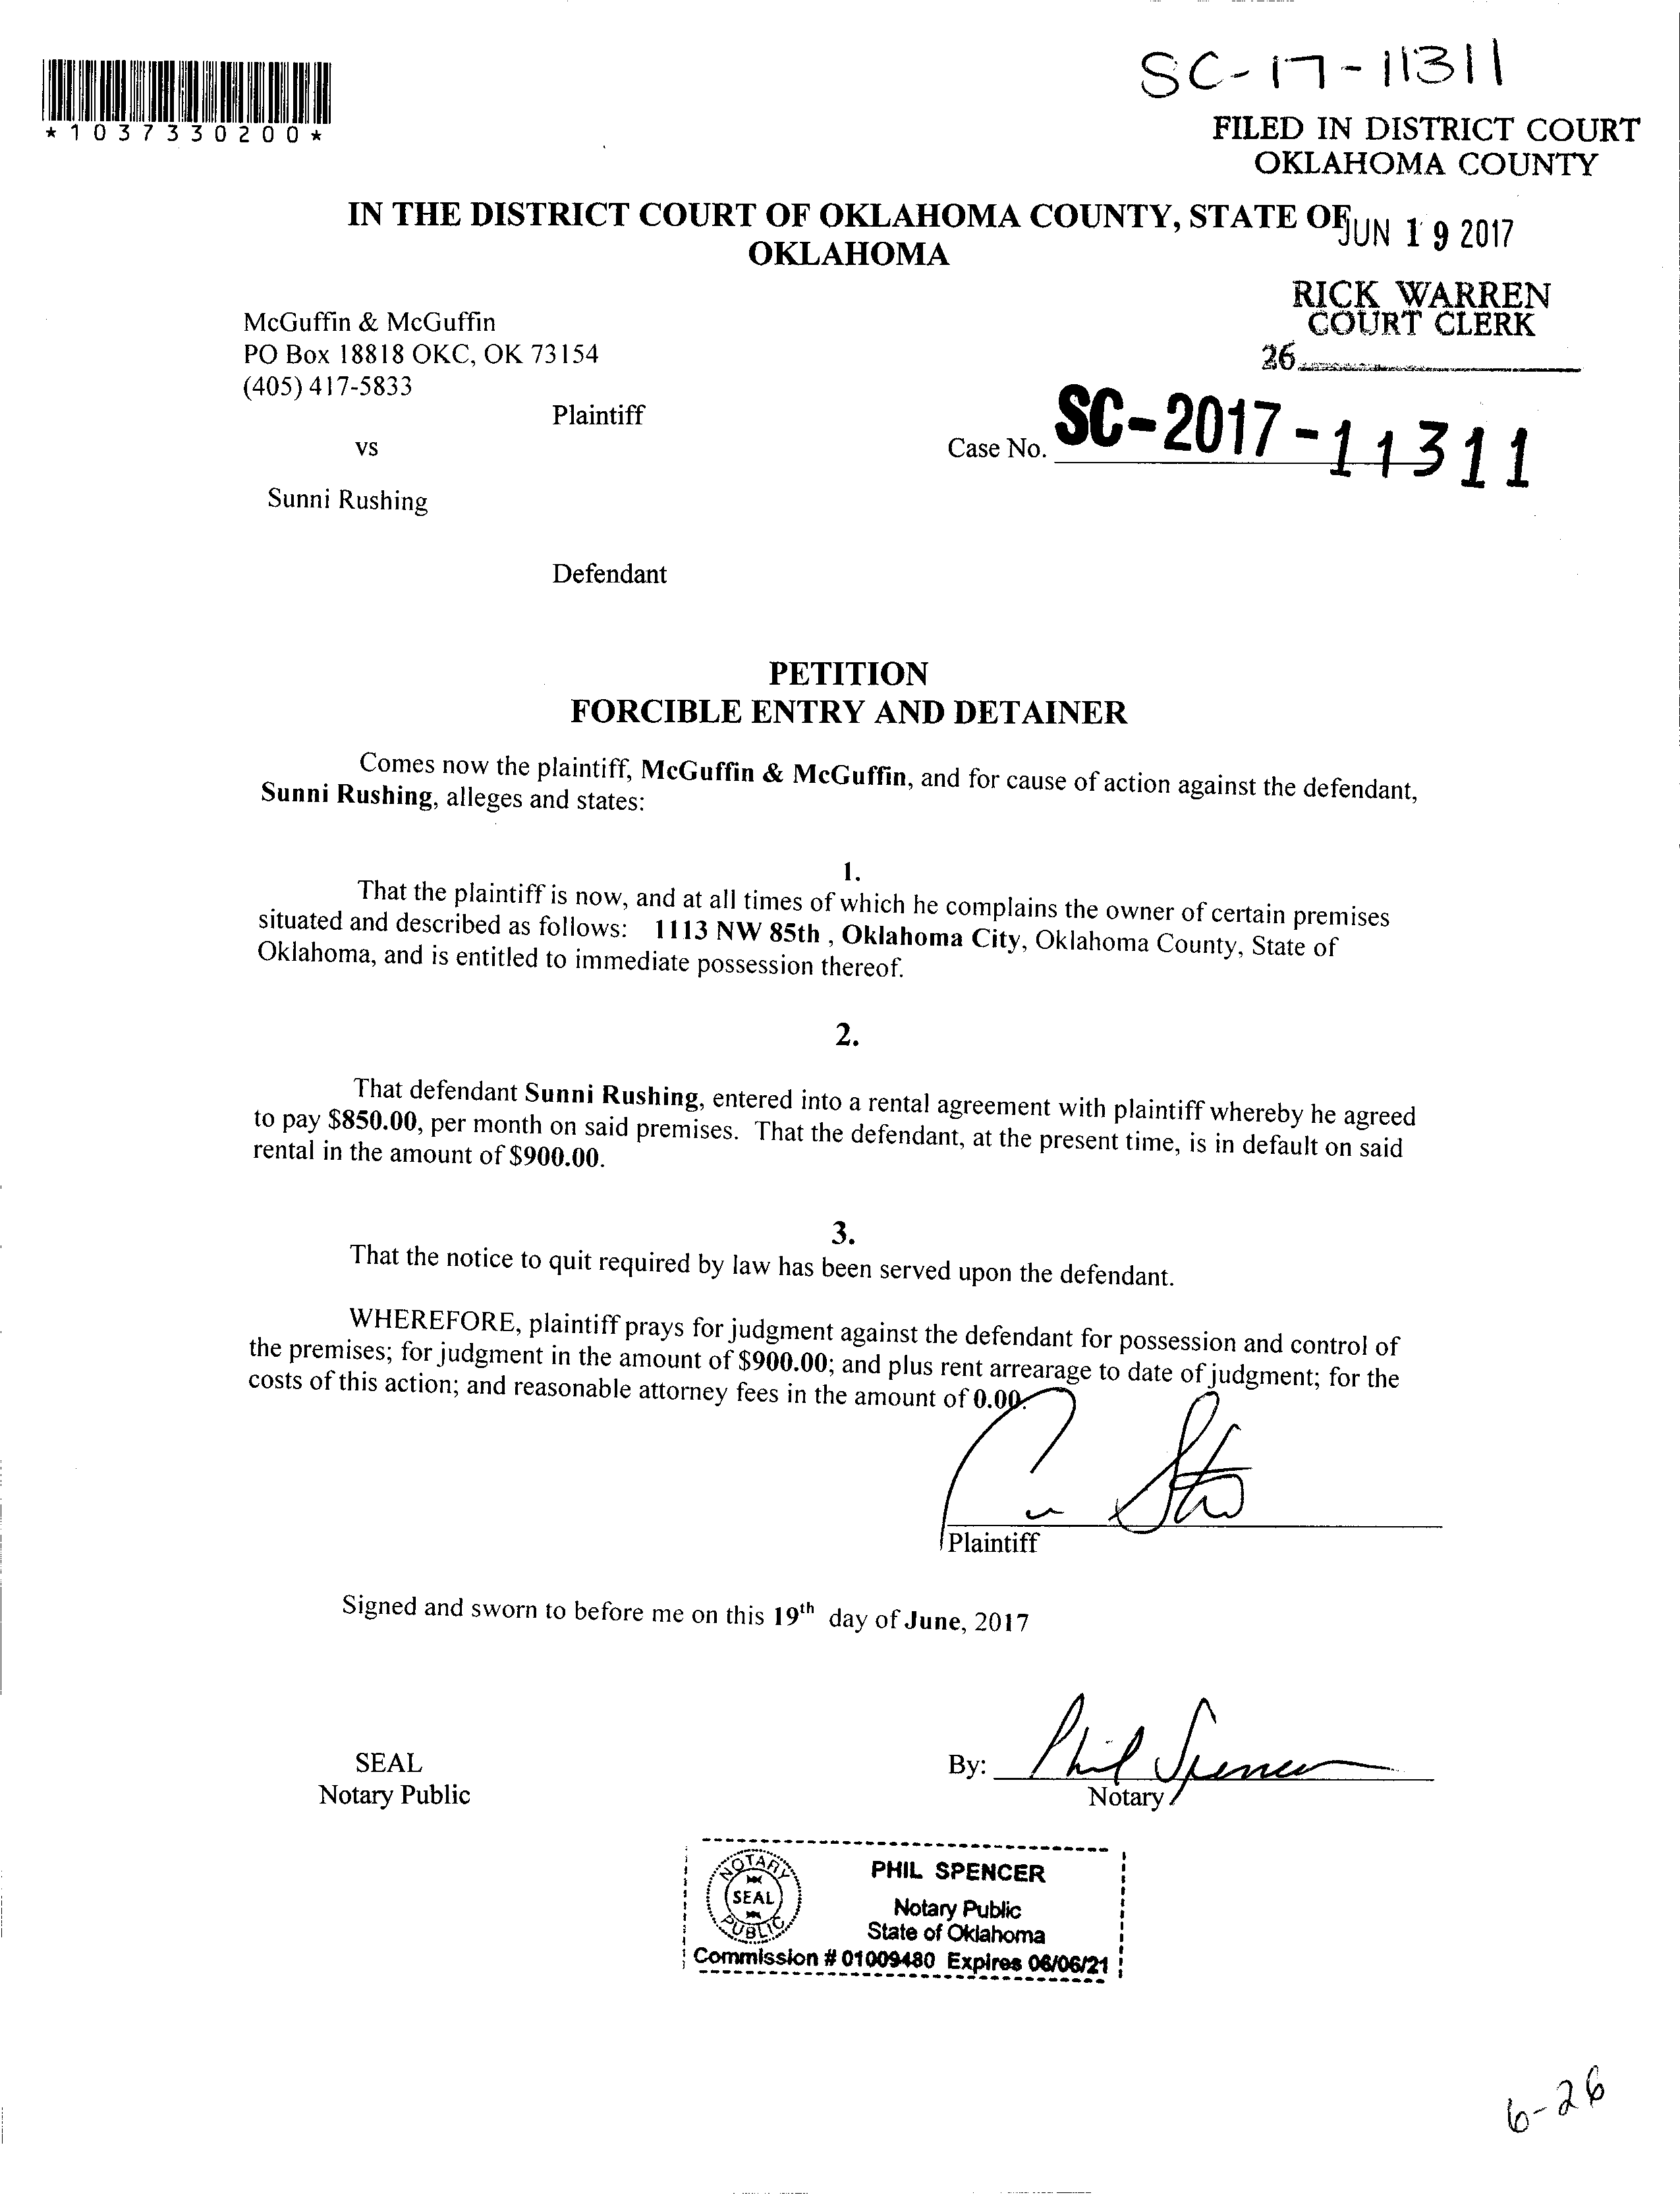 SC-17-11311
*1037330200*
FILED IN DISTRICT COURT
OKLAHOMA COUNTY
IN THE DISTRICT COURT OF OKLAHOMA COUNTY, STATE OF
OKLAHOMA
JUN 19 2017
RICK WARREN
COURT CLERK
26
McGuffin & McGuffin
PO Box 18818 OKC, OK 73154
(405) 417-5833
Plaintiff
vs
Case No. SC-2017-11311
Sunni Rushing
Defendant
PETITION
FORCIBLE ENTRY AND DETAINER
Comes now the plaintiff, McGuffin & McGuffin, and for cause of action against the defendant,
Sunni Rushing, alleges and states:
1.
That the plaintiff is now, and at all times of which he complains the owner of certain premises
situated and described as follows: 1113 NW 85th , Oklahoma City, Oklahoma County, State of
Oklahoma, and is entitled to immediate possession thereof.
2.
That defendant Sunni Rushing, entered into a rental agreement with plaintiff whereby he agreed
to pay $850.00, per month on said premises. That the defendant, at the present time, is in default on said
rental in the amount of $900.00.
3.
That the notice to quit required by law has been served upon the defendant.
WHEREFORE, plaintiff prays for judgment against the defendant for possession and control of
the premises; for judgment in the amount of $900.00; and plus rent arrearage to date of judgment; for the
costs of this action; and reasonable attorney fees in the amount of 0.00.
Plaintiff
Signed and sworn to before me on this 19th day of June, 2017
SEAL
Notary Public
By: Phil Spencer
Notary
NOTARY
SEAL
PUBLIC
PHIL SPENCER
Notary Public
State of Oklahoma
Commission # 01009480 Expires 06/06/21
6-26